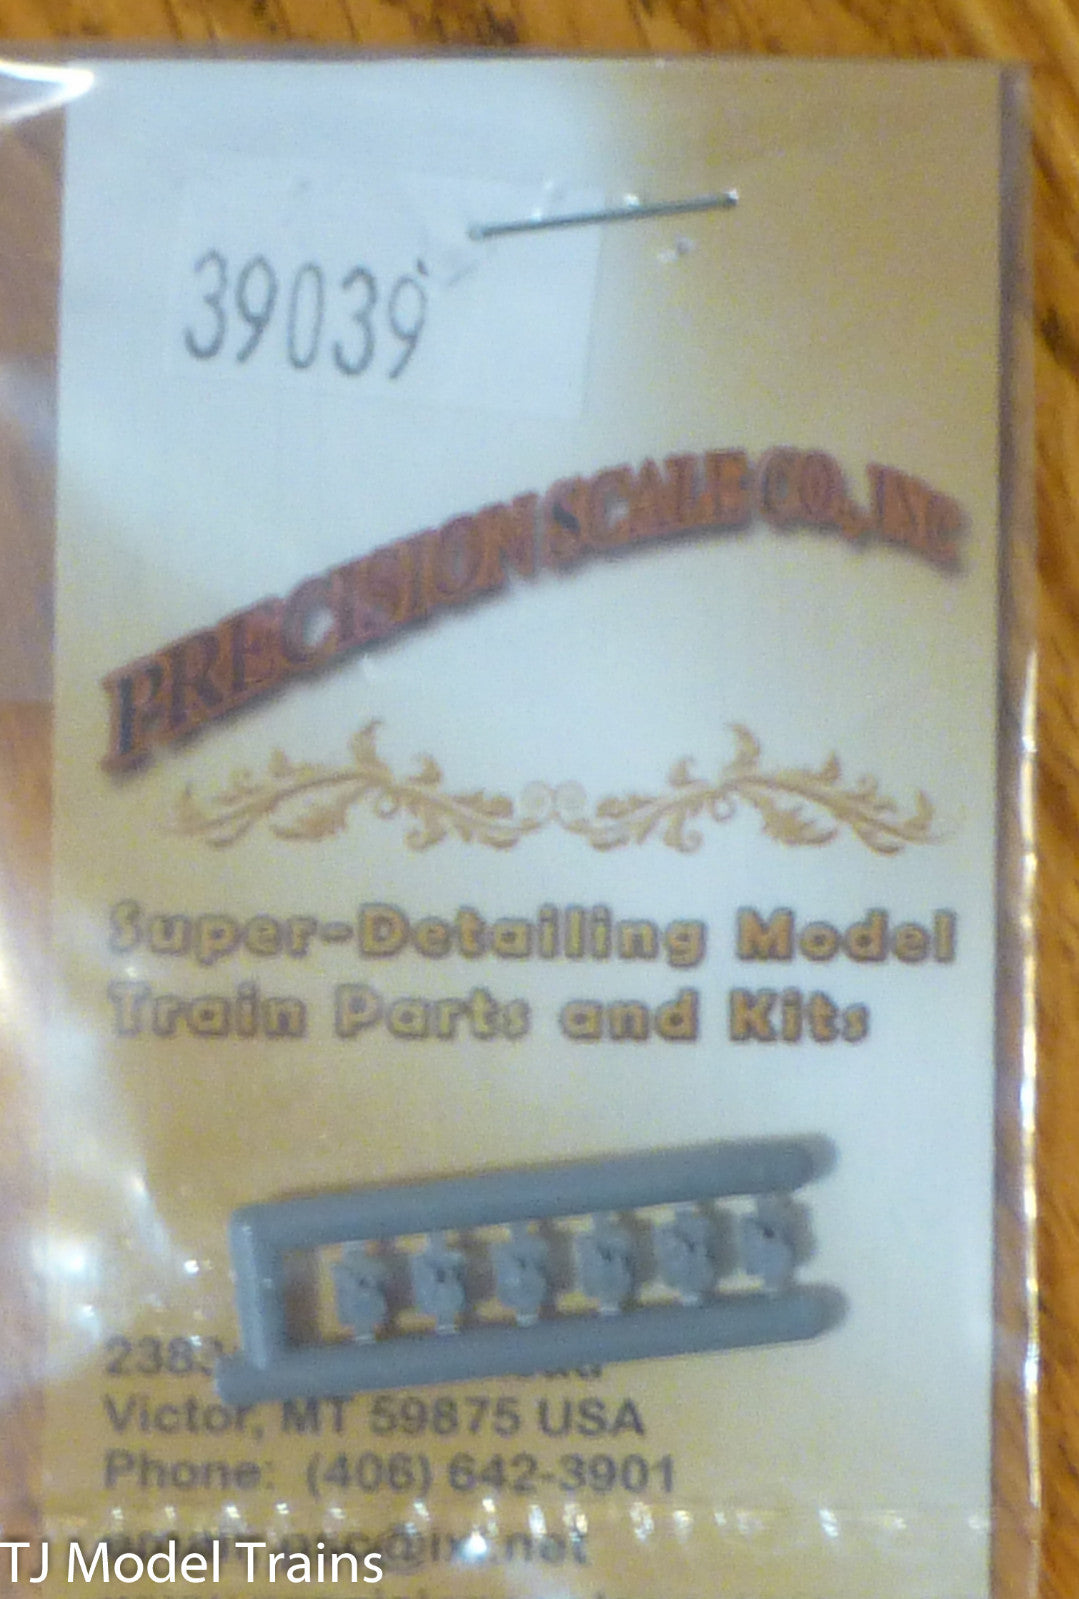 39039
PRECISION SCALE CO., INC.
Super-Detailing Model
Train Parts and Kits
Victor, MT 59875 USA
Phone: (406) 642-3901
TJ Model Trains